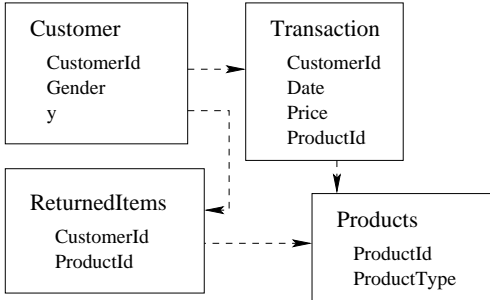 Customer
CustomerId
Gender
y
Transaction
CustomerId
Date
Price
ProductId
ReturnedItems
CustomerId
ProductId
Products
ProductId
ProductType